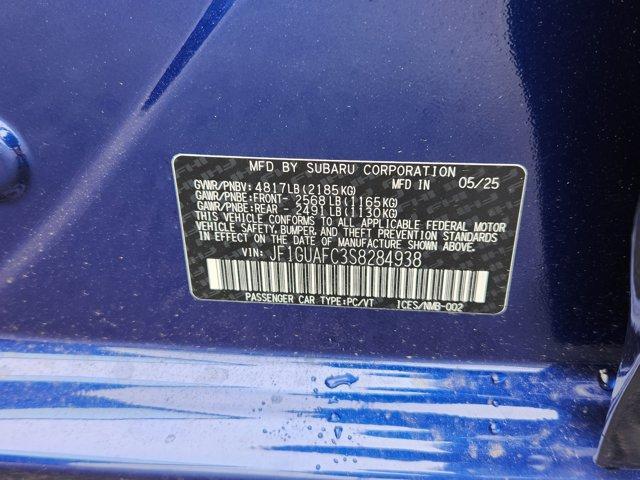 MFD BY SUBARU CORPORATION
GVWR/PNBV: 4817LB(2185KG) MFD IN 05/25
GAWR/PNBE:FRONT- 2568LB(1165KG)
GAWR/PNBE:REAR - 2491LB(1130KG)
THIS VEHICLE CONFORMS TO ALL APPLICABLE FEDERAL MOTOR
VEHICLE SAFETY, BUMPER, AND THEFT PREVENTION STANDARDS
IN EFFECT ON THE DATE OF MANUFACTURE SHOWN ABOVE.
VIN: JF1GUAFC3S8284938
PASSENGER CAR TYPE:PC/VT ICES/NMB-002